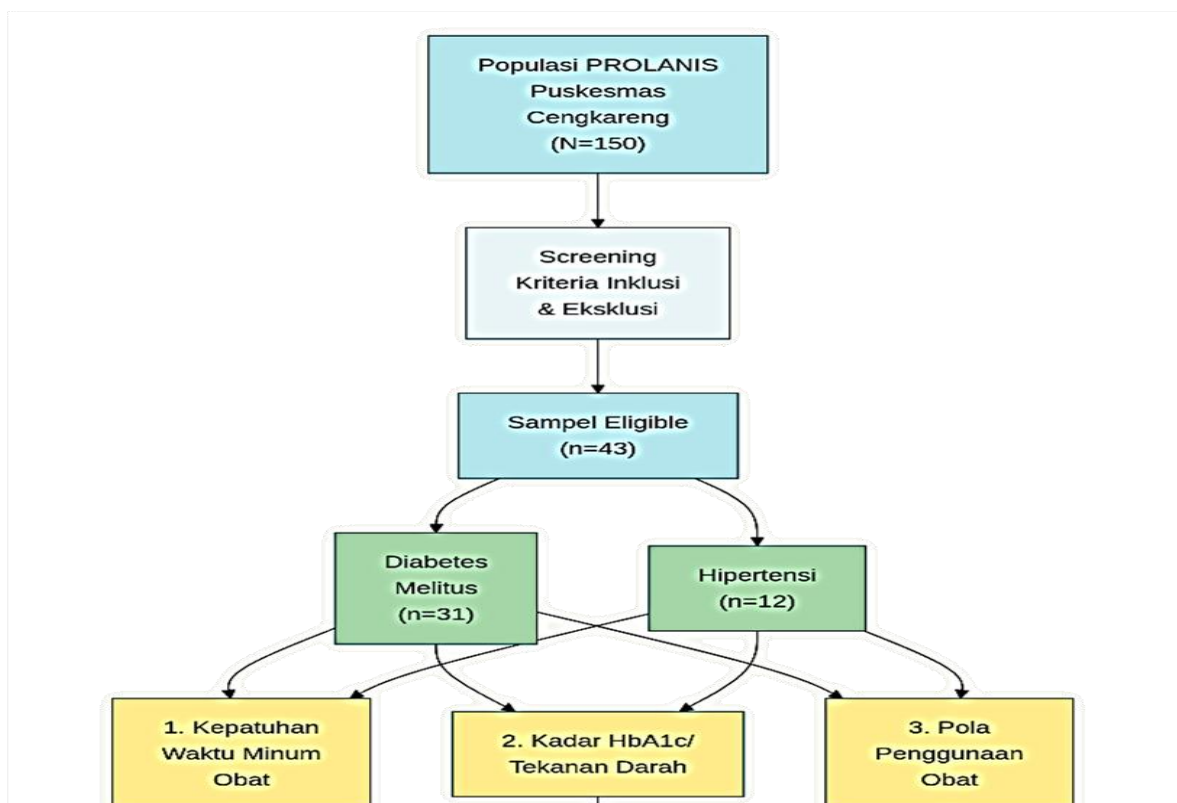 Populasi PROLANIS
Puskesmas
Cengkareng
(N=150)
Screening
Kriteria Inklusi
& Eksklusi
Sampel Eligible
(n=43)
Diabetes
Melitus
(n=31)
Hipertensi
(n=12)
1. Kepatuhan
Waktu Minum
Obat
2. Kadar HbA1c/
Tekanan Darah
3. Pola
Penggunaan
Obat